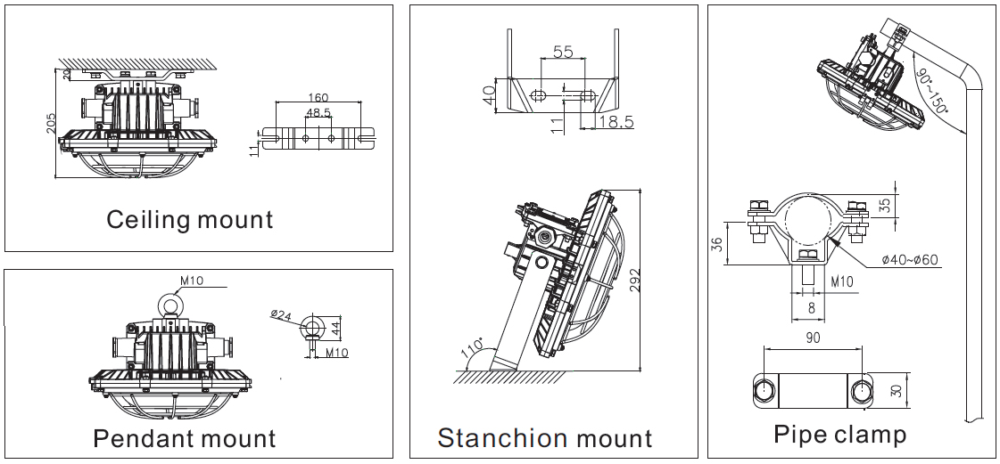 20
205
160
48.5
11
Ceiling mount
M10
ø24
44
M10
Pendant mount
55
40
11
18.5
292
110°
Stanchion mount
90°~150°
35
36
ø40~ø60
M10
8
90
30
Pipe clamp